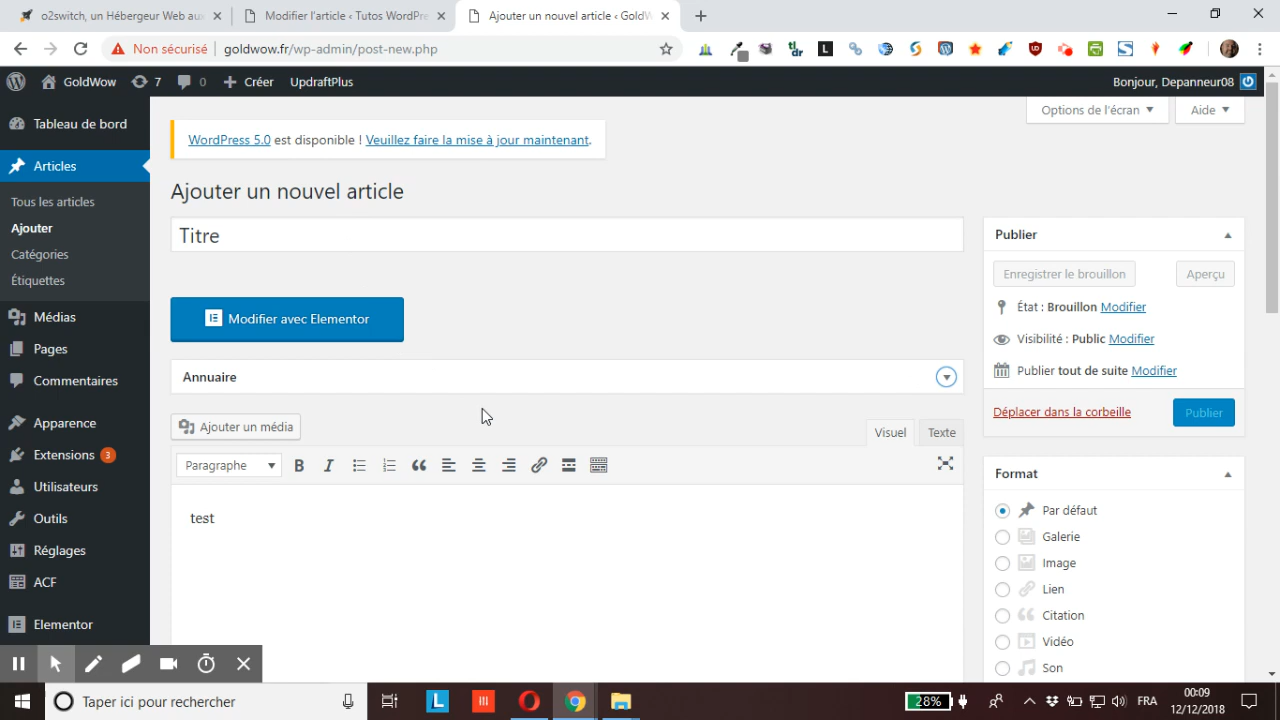 o2switch, un Hébergeur Web aux
Modifier l'article ‹ Tutos WordPre
Ajouter un nouvel article ‹ GoldW
Non sécurisé
goldwow.fr/wp-admin/post-new.php
GoldWow
7
0
Créer
UpdraftPlus
Bonjour, Depanneur08
Tableau de bord
Articles
Tous les articles
Ajouter
Catégories
Étiquettes
Médias
Pages
Commentaires
Apparence
Extensions 3
Utilisateurs
Outils
Réglages
ACF
Elementor
Options de l'écran
Aide
WordPress 5.0 est disponible ! Veuillez faire la mise à jour maintenant.
Ajouter un nouvel article
Titre
Modifier avec Elementor
Annuaire
Ajouter un média
Visuel
Texte
Paragraphe
B
I
test
Publier
Enregistrer le brouillon
Aperçu
État : Brouillon Modifier
Visibilité : Public Modifier
Publier tout de suite Modifier
Déplacer dans la corbeille
Publier
Format
Par défaut
Galerie
Image
Lien
Citation
Vidéo
Son
Taper ici pour rechercher
28%
FRA
00:09
12/12/2018